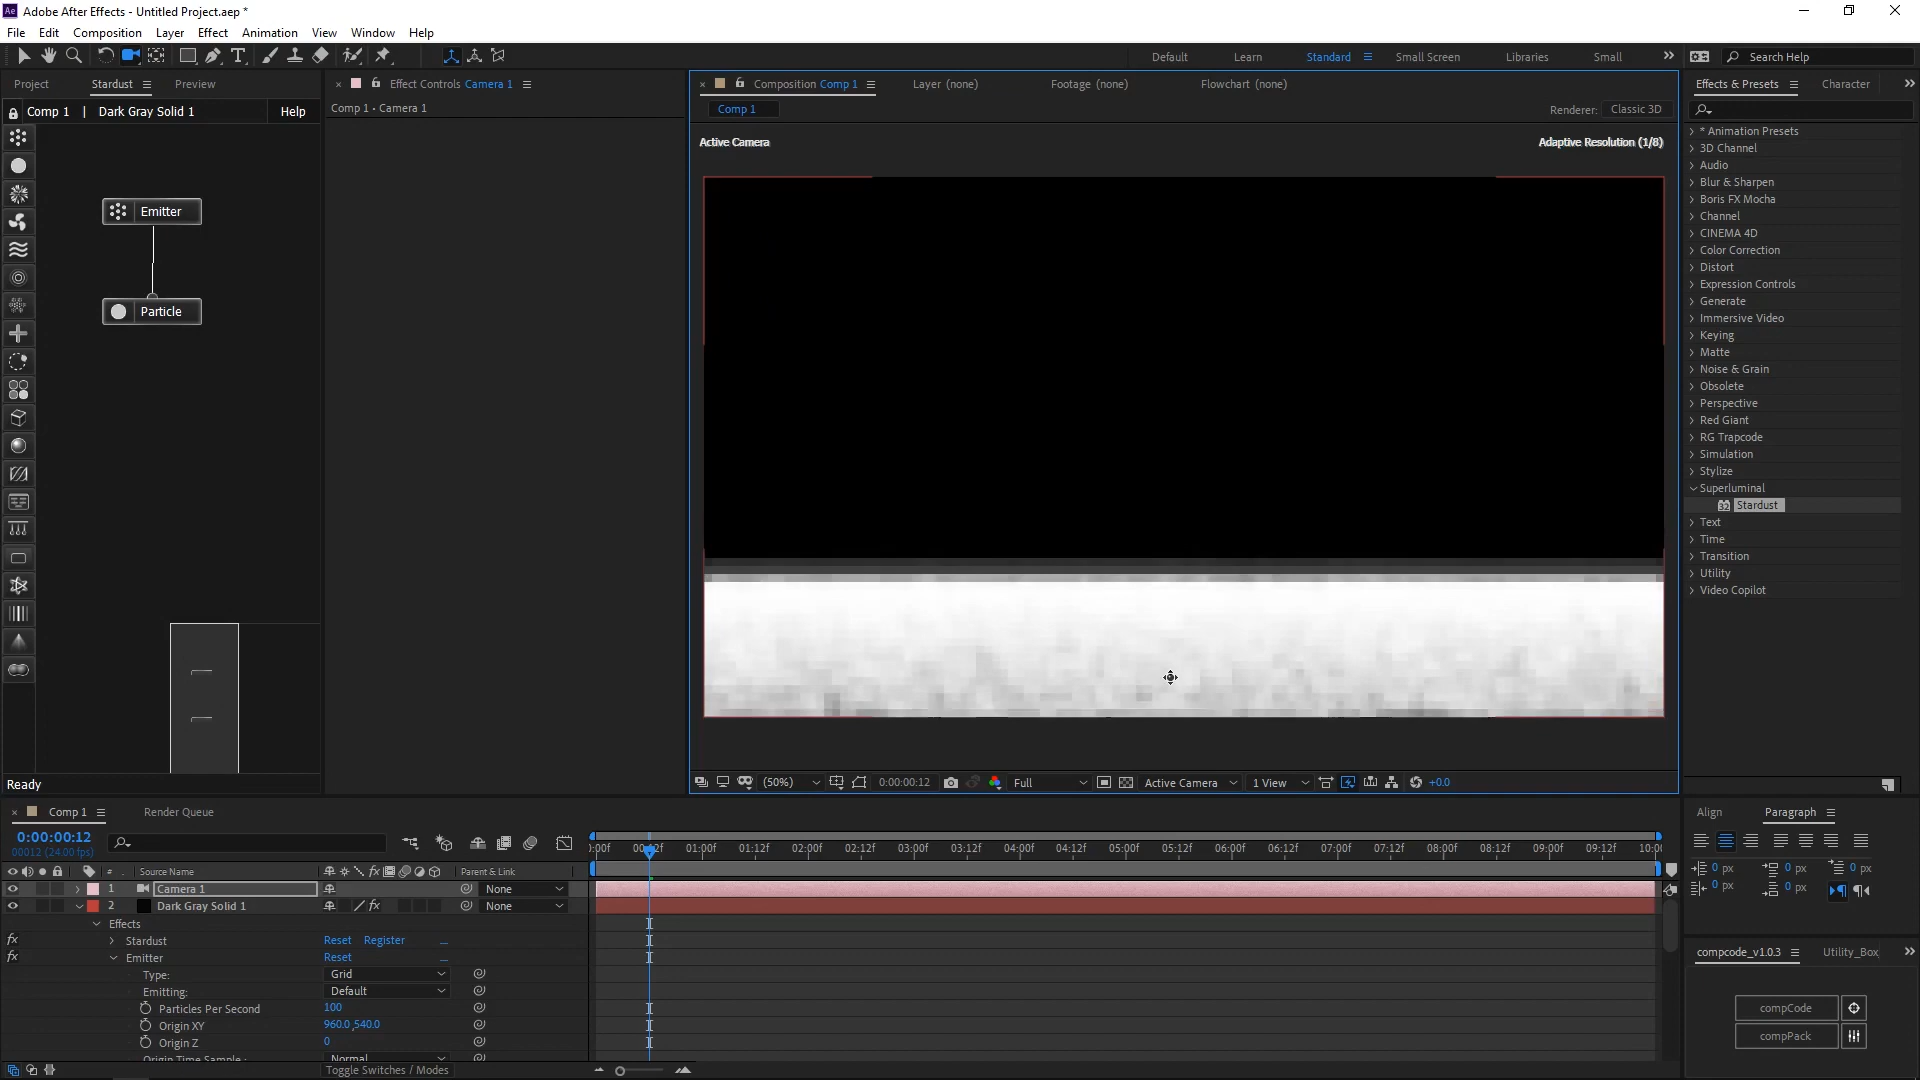 Ae Adobe After Effects - Untitled Project.aep *
File Edit Composition Layer Effect Animation View Window Help
Default Learn Standard Small Screen Libraries Small Search Help
Project Stardust Preview
Effect Controls Camera 1
Composition Comp 1 Layer (none) Footage (none) Flowchart (none)
Effects & Presets Character
Comp 1 | Dark Gray Solid 1 Help
Comp 1 • Camera 1
Comp 1
Renderer: Classic 3D
Active Camera
Adaptive Resolution (1/8)
Emitter
Particle
Ready
* Animation Presets
3D Channel
Audio
Blur & Sharpen
Boris FX Mocha
Channel
CINEMA 4D
Color Correction
Distort
Expression Controls
Generate
Immersive Video
Keying
Matte
Noise & Grain
Obsolete
Perspective
Red Giant
RG Trapcode
Simulation
Stylize
Superluminal
32 Stardust
Text
Time
Transition
Utility
Video Copilot
(50%) 0:00:00:12 Full Active Camera 1 View +0.0
Comp 1 Render Queue
0:00:00:12
00012 (24.00 fps)
):00f 00:12f 01:00f 01:12f 02:00f 02:12f 03:00f 03:12f 04:00f 04:12f 05:00f 05:12f 06:00f 06:12f 07:00f 07:12f 08:00f 08:12f 09:00f 09:12f 10:00
# . Source Name Parent & Link
1 Camera 1 None
2 Dark Gray Solid 1 fx None
Effects
fx Stardust Reset Register ...
fx Emitter Reset ...
Type: Grid
Emitting: Default
Particles Per Second 100
Origin XY 960.0,540.0
Origin Z 0
Origin Time Sample: Normal
Toggle Switches / Modes
Align Paragraph
0 px 0 px 0 px
0 px 0 px
compcode_v1.0.3 Utility_Box
compCode
compPack